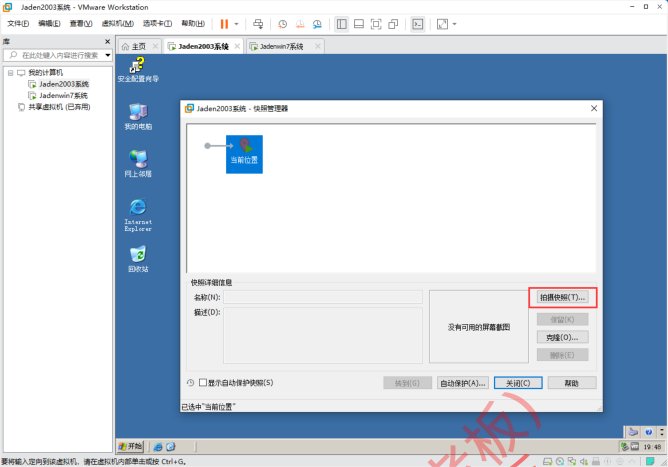 Jaden2003系统 - VMware Workstation
文件(F) 编辑(E) 查看(V) 虚拟机(M) 选项卡(T) 帮助(H)
库
在此处键入内容进行搜索
我的计算机
Jaden2003系统
Jadenwin7系统
共享虚拟机 (已弃用)
主页 Jaden2003系统 Jadenwin7系统
安全配置向导
我的电脑
网上邻居
Internet
Explorer
回收站
Jaden2003系统 - 快照管理器
当前位置
快照详细信息
名称(N):
描述(D):
没有可用的屏幕截图
拍摄快照(T)...
保留(K)
克隆(O)...
删除(E)
显示自动保护快照(S)
转到(G) 自动保护(A)... 关闭(C) 帮助
已选中"当前位置"
开始
19:48
要将输入定向到该虚拟机，请在虚拟机内部单击或按 Ctrl+G。
老板）